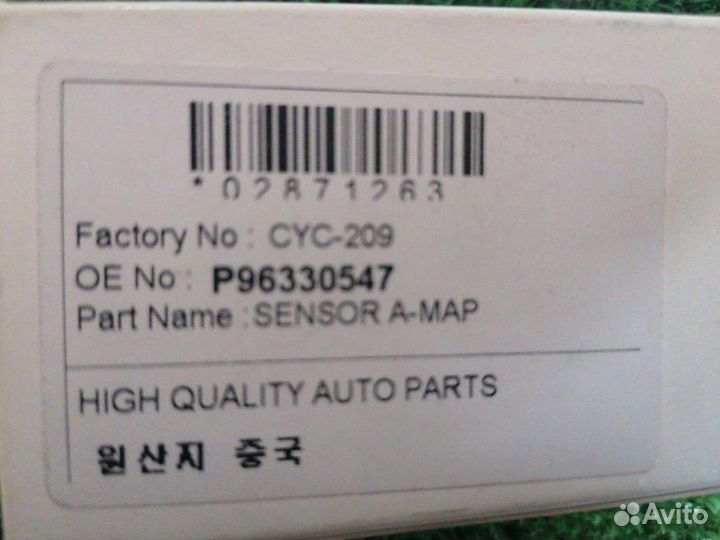 *02871263
Factory No : CYC-209
OE No : P96330547
Part Name : SENSOR A-MAP
HIGH QUALITY AUTO PARTS
원산지 중국
Avito